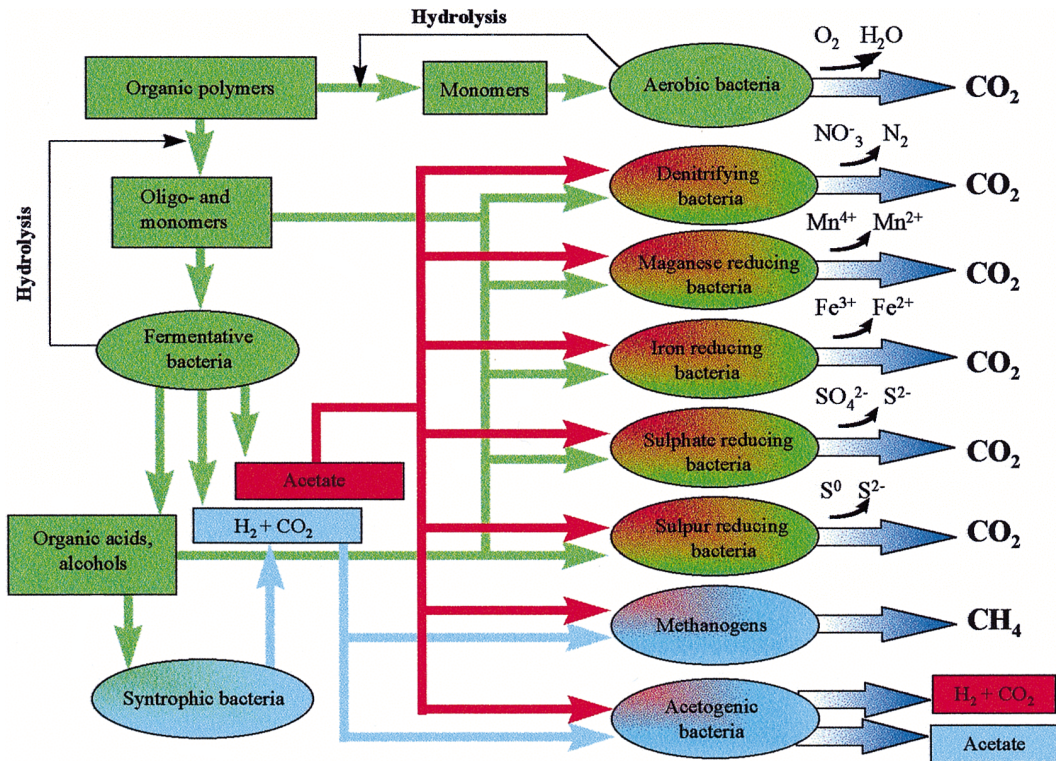 Hydrolysis
O₂ H₂O
Organic polymers
Monomers
Aerobic bacteria
CO₂
NO⁻₃ N₂
Oligo- and
monomers
Denitrifying
bacteria
CO₂
Hydrolysis
Mn⁴⁺ Mn²⁺
Maganese reducing
bacteria
CO₂
Fe³⁺ Fe²⁺
Fermentative
bacteria
Iron reducing
bacteria
CO₂
SO₄²⁻ S²⁻
Sulphate reducing
bacteria
CO₂
Acetate
S⁰ S²⁻
H₂ + CO₂
Organic acids,
alcohols
Sulpur reducing
bacteria
CO₂
Methanogens
CH₄
Syntrophic bacteria
Acetogenic
bacteria
H₂ + CO₂
Acetate